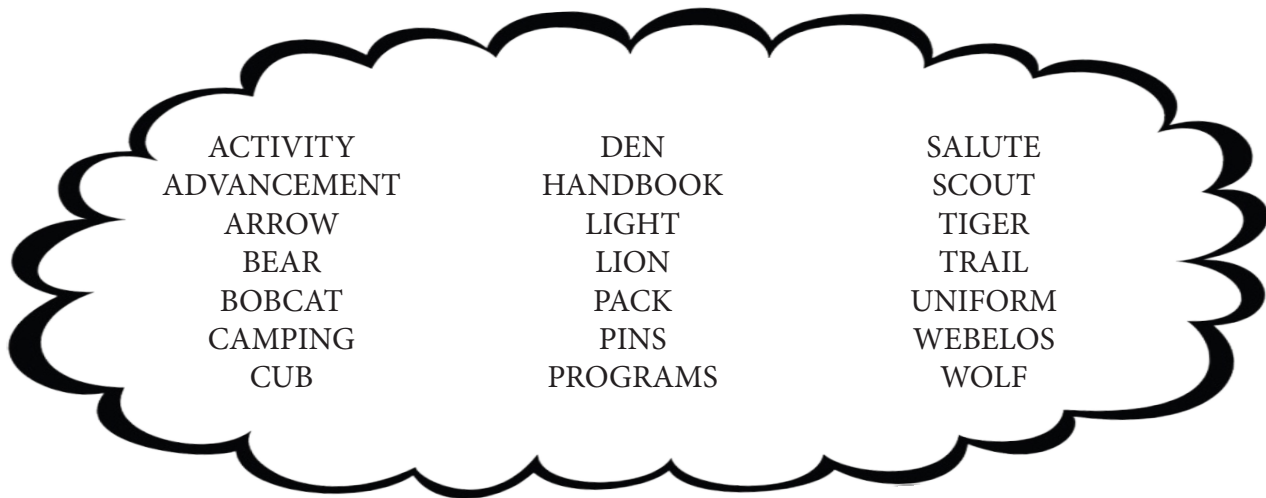 ACTIVITY
ADVANCEMENT
ARROW
BEAR
BOBCAT
CAMPING
CUB
DEN
HANDBOOK
LIGHT
LION
PACK
PINS
PROGRAMS
SALUTE
SCOUT
TIGER
TRAIL
UNIFORM
WEBELOS
WOLF